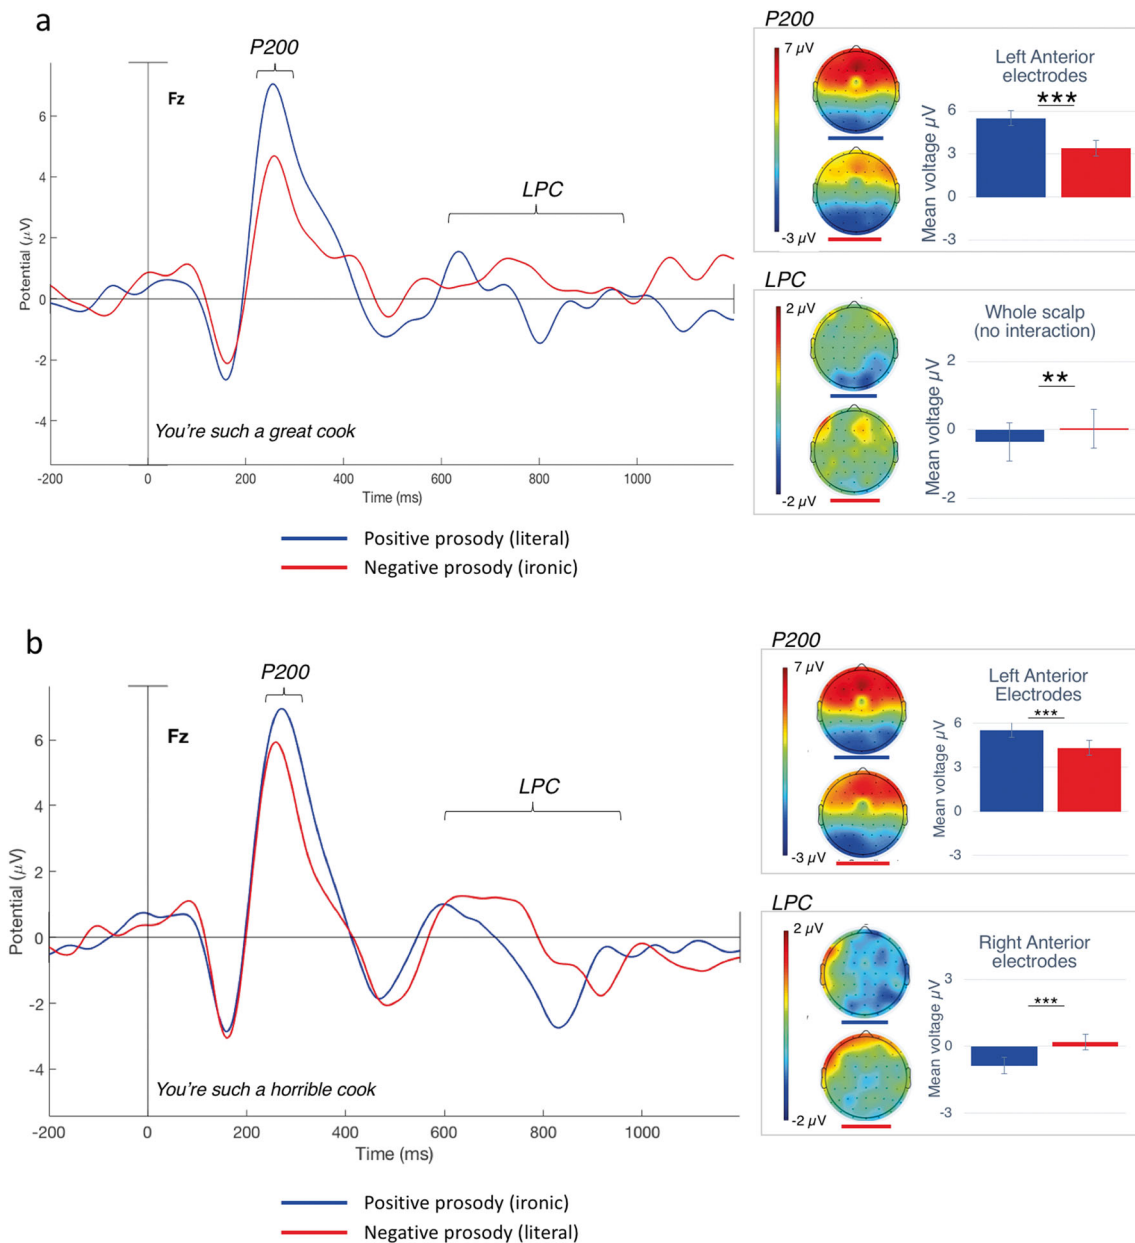 a
P200
Fz
LPC
Potential (μV)
6
4
2
0
-2
-4
You're such a great cook
-200
0
200
400
600
800
1000
Time (ms)
Positive prosody (literal)
Negative prosody (ironic)
P200
7 μV
-3 μV
Left Anterior
electrodes
***
Mean voltage μV
6
3
0
-3
LPC
2 μV
-2 μV
Whole scalp
(no interaction)
**
Mean voltage μV
2
0
-2
b
P200
Fz
LPC
Potential (μV)
6
4
2
0
-2
-4
You're such a horrible cook
-200
0
200
400
600
800
1000
Time (ms)
Positive prosody (ironic)
Negative prosody (literal)
P200
7 μV
-3 μV
Left Anterior
Electrodes
***
Mean voltage μV
6
3
0
-3
LPC
2 μV
-2 μV
Right Anterior
electrodes
***
Mean voltage μV
3
0
-3